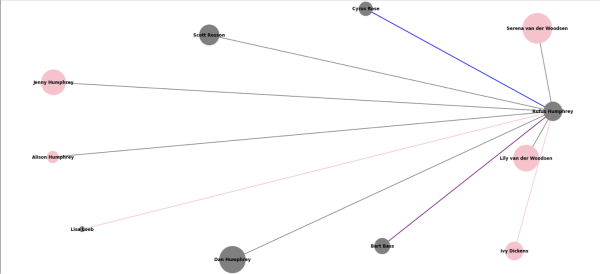 Cyrus Rose
Serena van der Woodsen
Scott Rosson
Jenny Humphrey
Rufus Humphrey
Alison Humphrey
Lily van der Woodsen
Lisa Loeb
Bart Bass
Ivy Dickens
Dan Humphrey